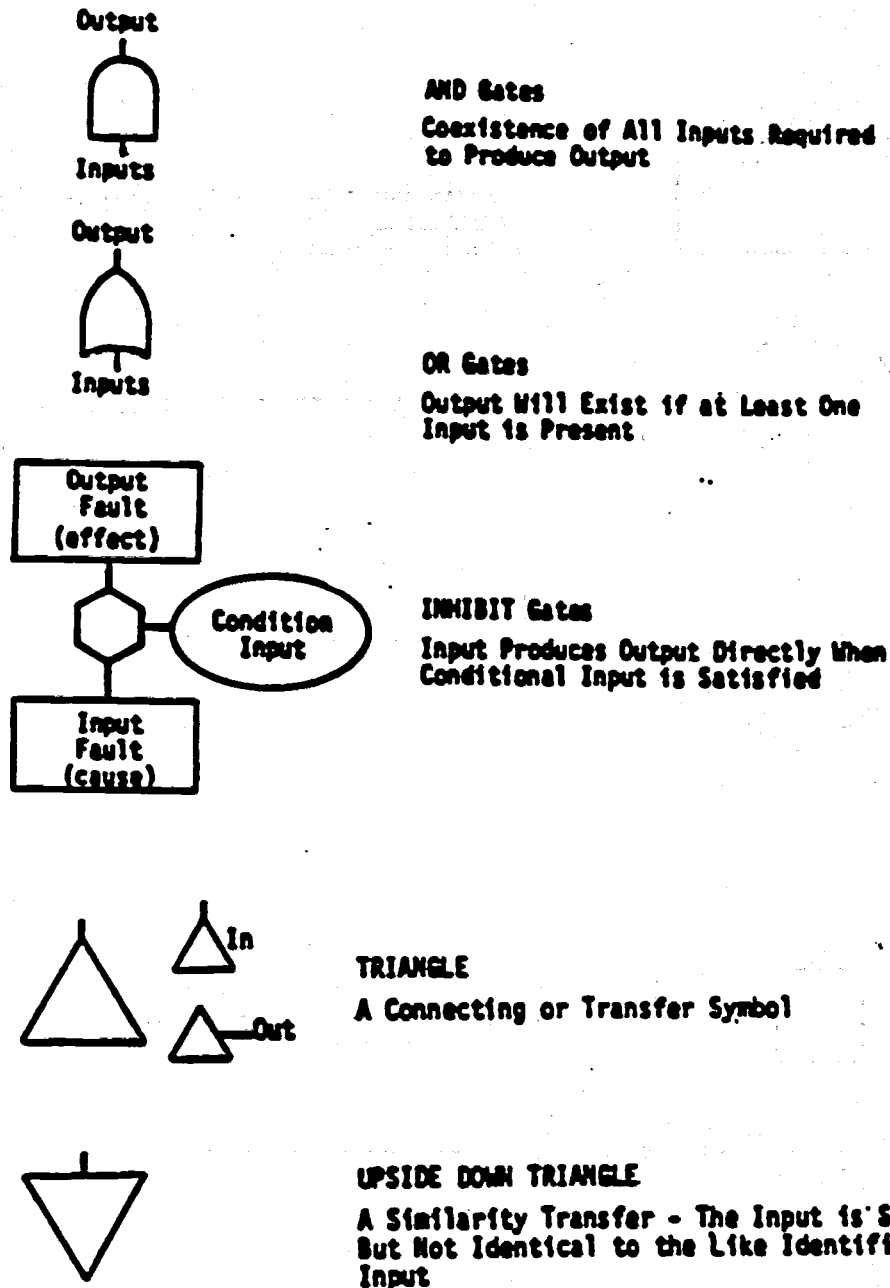 Output
AND Gates
Coexistence of All Inputs Required
to Produce Output
Inputs
Output
Inputs
OR Gates
Output Will Exist if at Least One
Input is Present
Output
Fault
(effect)
Condition
Input
INHIBIT Gates
Input Produces Output Directly When
Conditional Input is Satisfied
Input
Fault
(cause)
In
Out
TRIANGLE
A Connecting or Transfer Symbol
UPSIDE DOWN TRIANGLE
A Similarity Transfer - The Input is
But Not Identical to the Like
Input